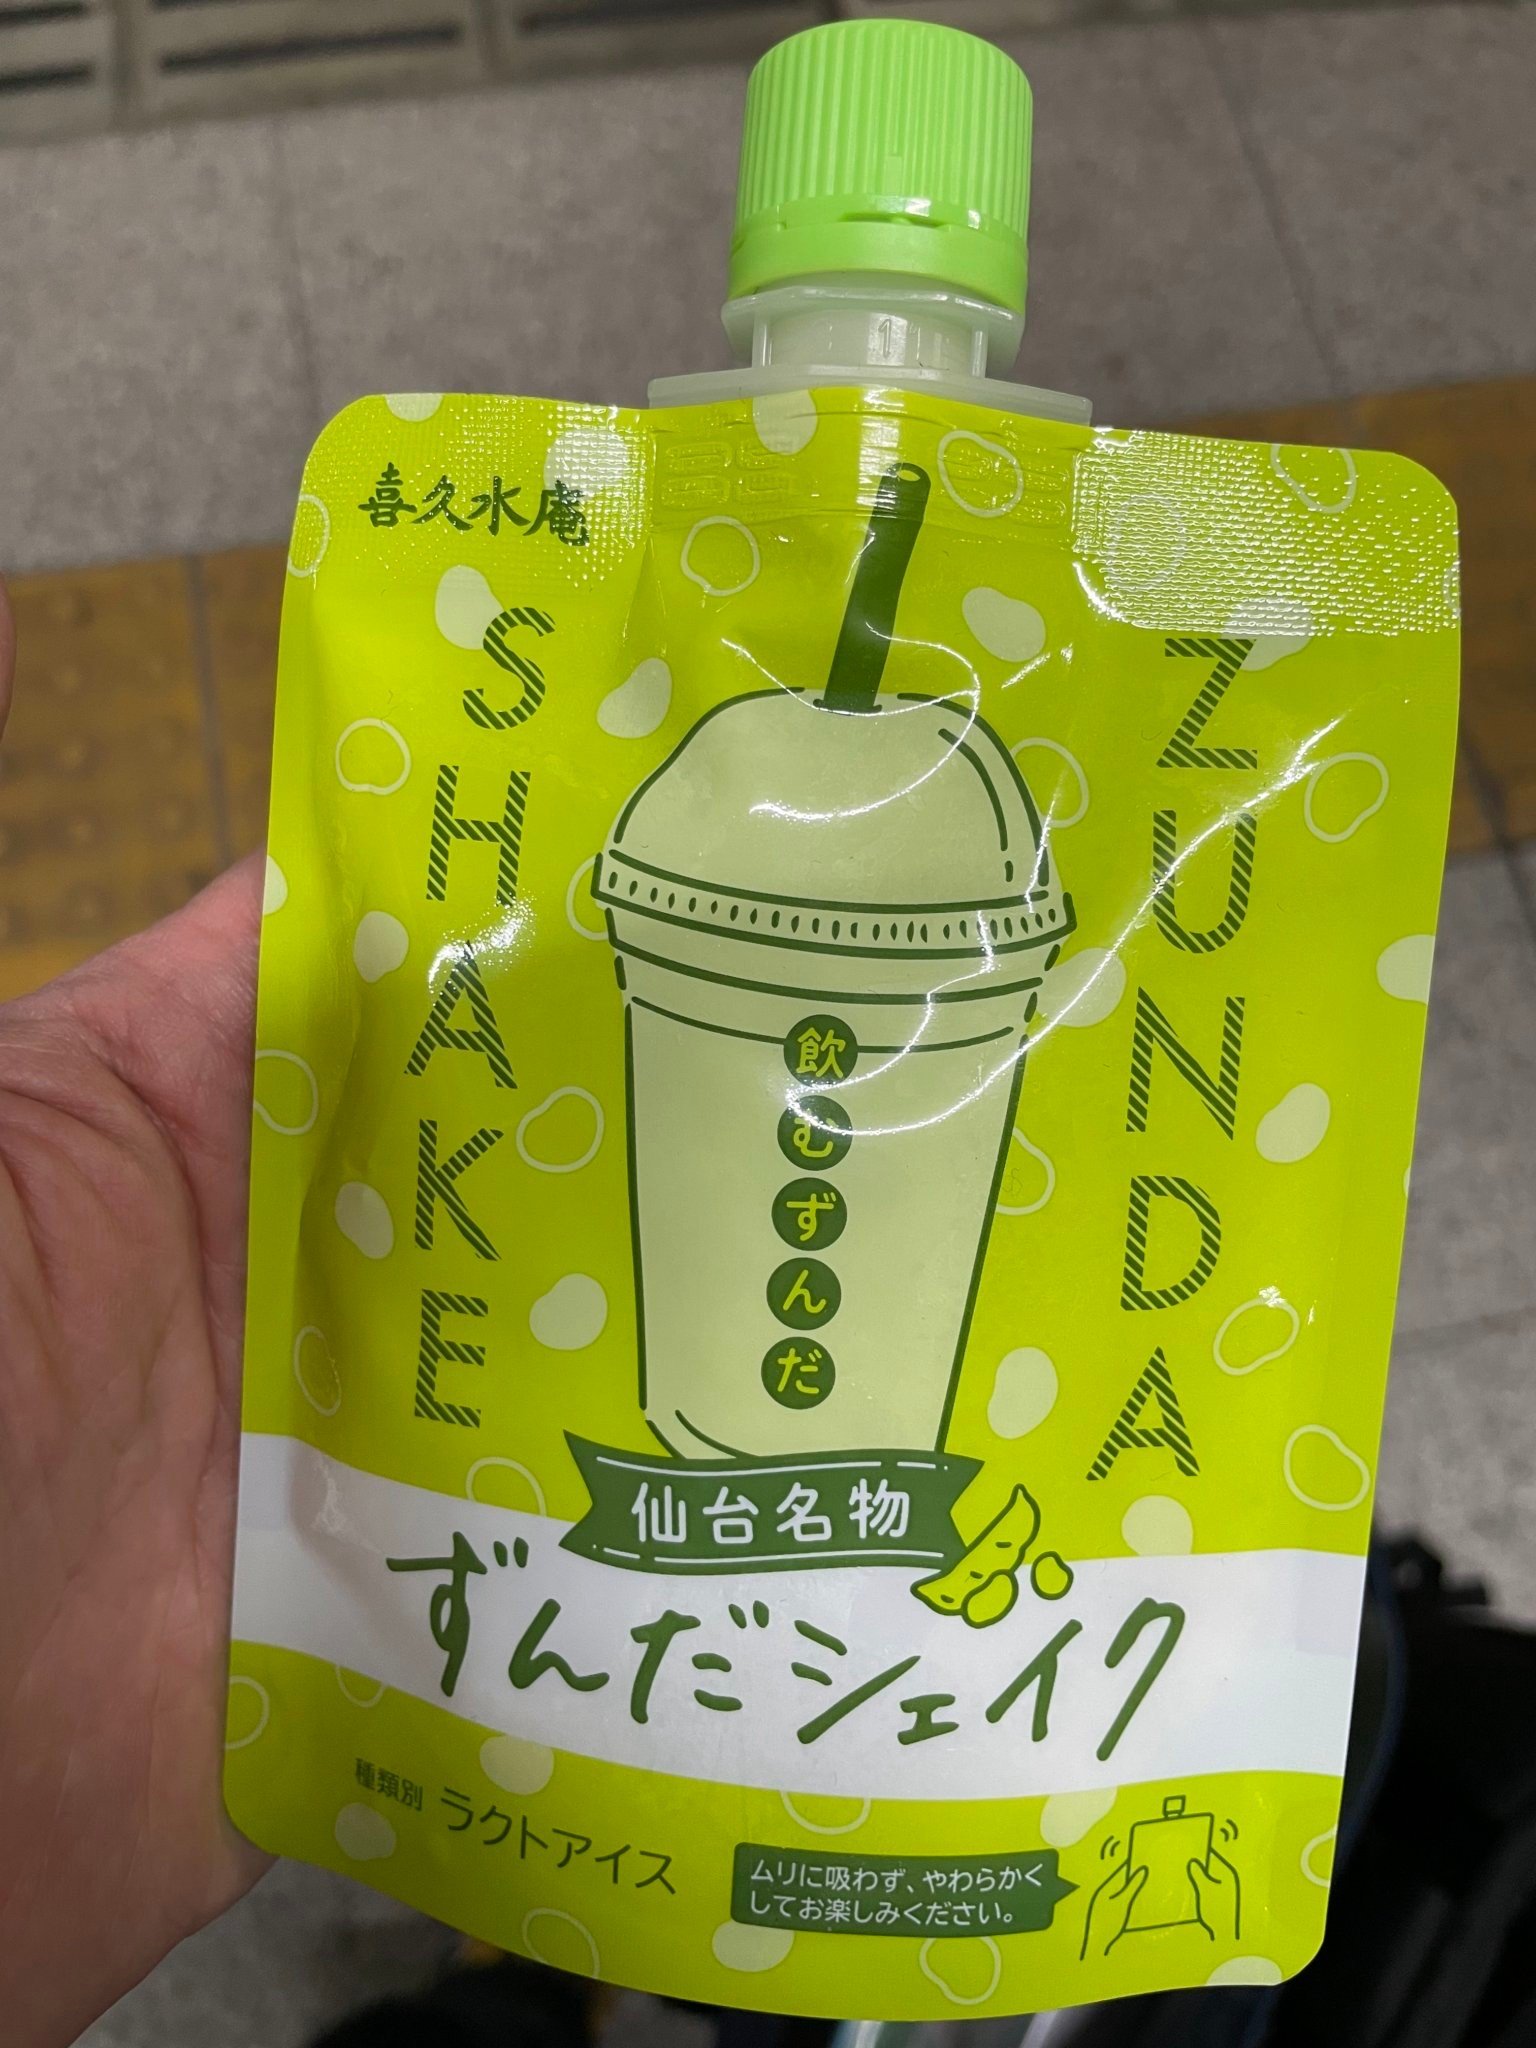 喜久水庵
SHAKE
ZUNDA
飲むずんだ
仙台名物
ずんだシェイク
種類別 ラクトアイス
ムリに吸わず、やわらかく
してお楽しみください。
1